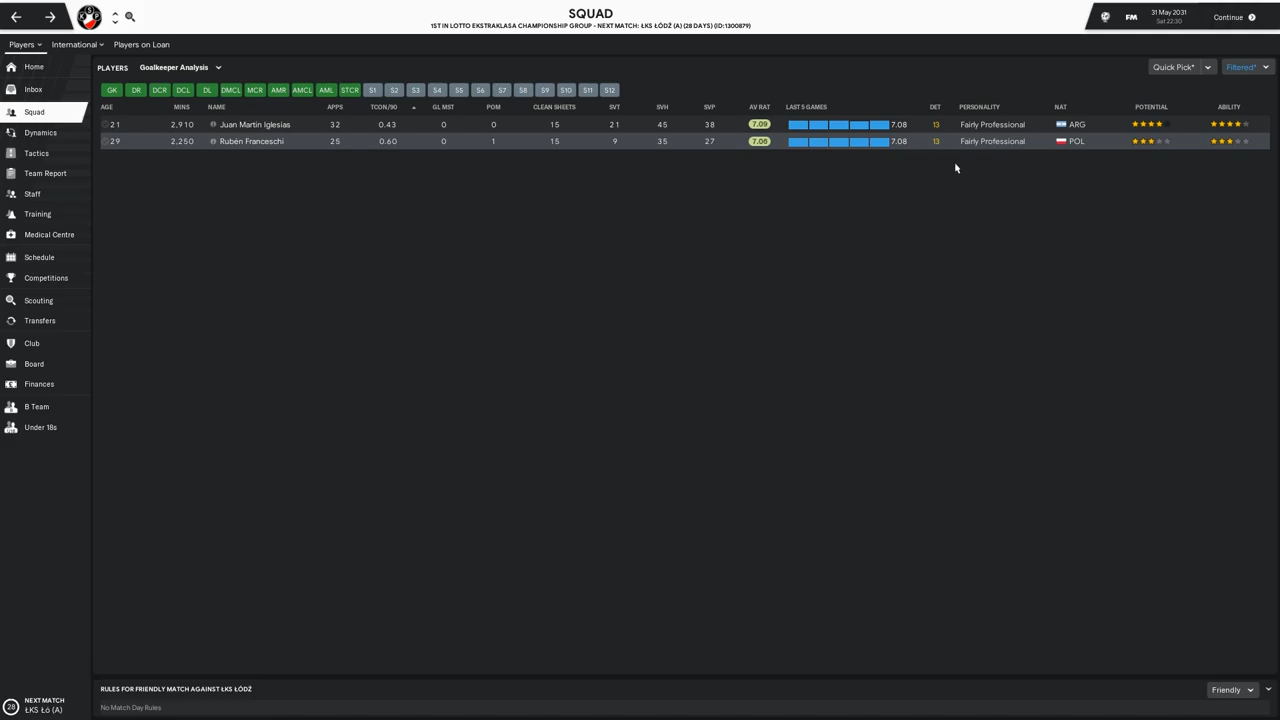 SQUAD
1ST IN LOTTO EKSTRAKLASA CHAMPIONSHIP GROUP - NEXT MATCH: ŁKS ŁÓDŹ (A) (28 DAYS) (ID:1300879)
FM
31 May 2031
Sat 22:30
Continue
Players
International
Players on Loan
Home
Inbox
Squad
Dynamics
Tactics
Team Report
Staff
Training
Medical Centre
Schedule
Competitions
Scouting
Transfers
Club
Board
Finances
B Team
Under 18s
28
NEXT MATCH
ŁKS Łó (A)
PLAYERS Goalkeeper Analysis Quick Pick* Filtered*
GK DR DCR DCL DL DMCL MCR AMR AMCL AML STCR S1 S2 S3 S4 S5 S6 S7 S8 S9 S10 S11 S12
AGE MINS NAME APPS TCON/90 GL MST POM CLEAN SHEETS SVT SVH SVP AV RAT LAST 5 GAMES DET PERSONALITY NAT POTENTIAL ABILITY
21 2,910 Juan Martín Iglesias 32 0.43 0 0 15 21 45 38 7.09 7.08 13 Fairly Professional ARG
29 2,250 Rubén Franceschi 25 0.60 0 1 15 9 35 27 7.06 7.08 13 Fairly Professional POL
RULES FOR FRIENDLY MATCH AGAINST ŁKS ŁÓDŹ
Friendly
No Match Day Rules